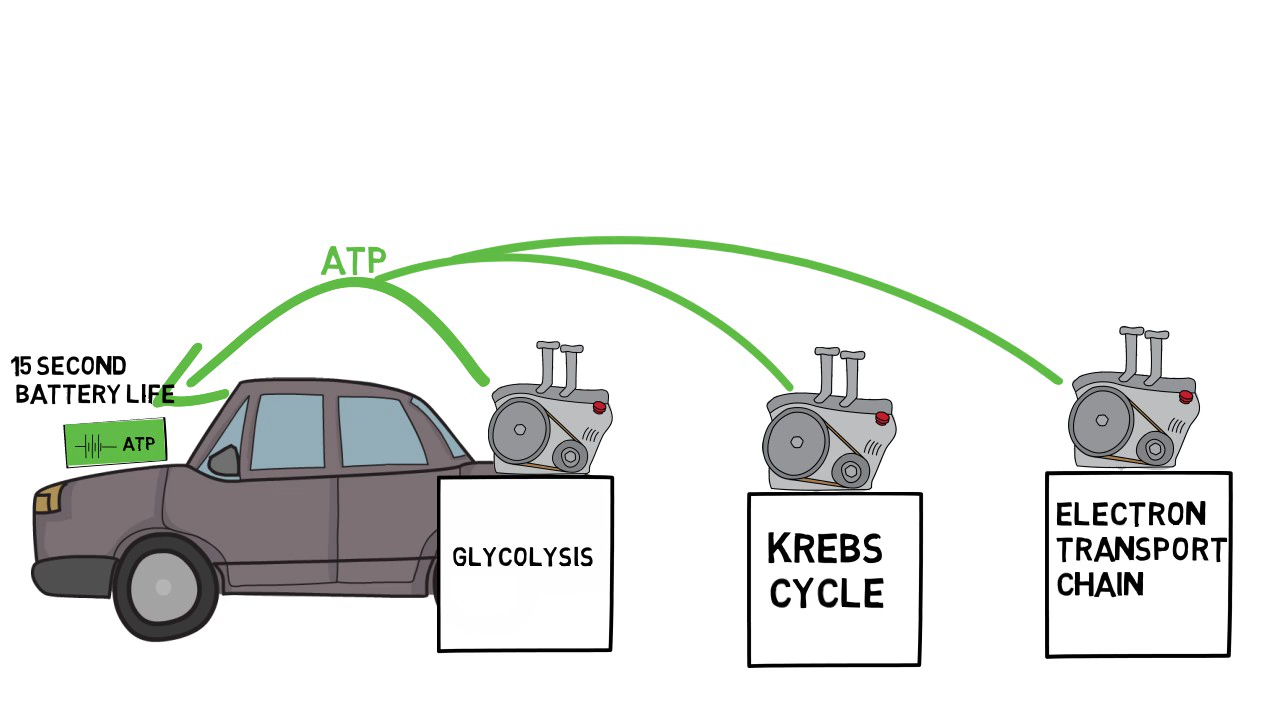 ATP
15 SECOND
BATTERY LIFE
ATP
GLYCOLYSIS
KREBS
CYCLE
ELECTRON
TRANSPORT
CHAIN